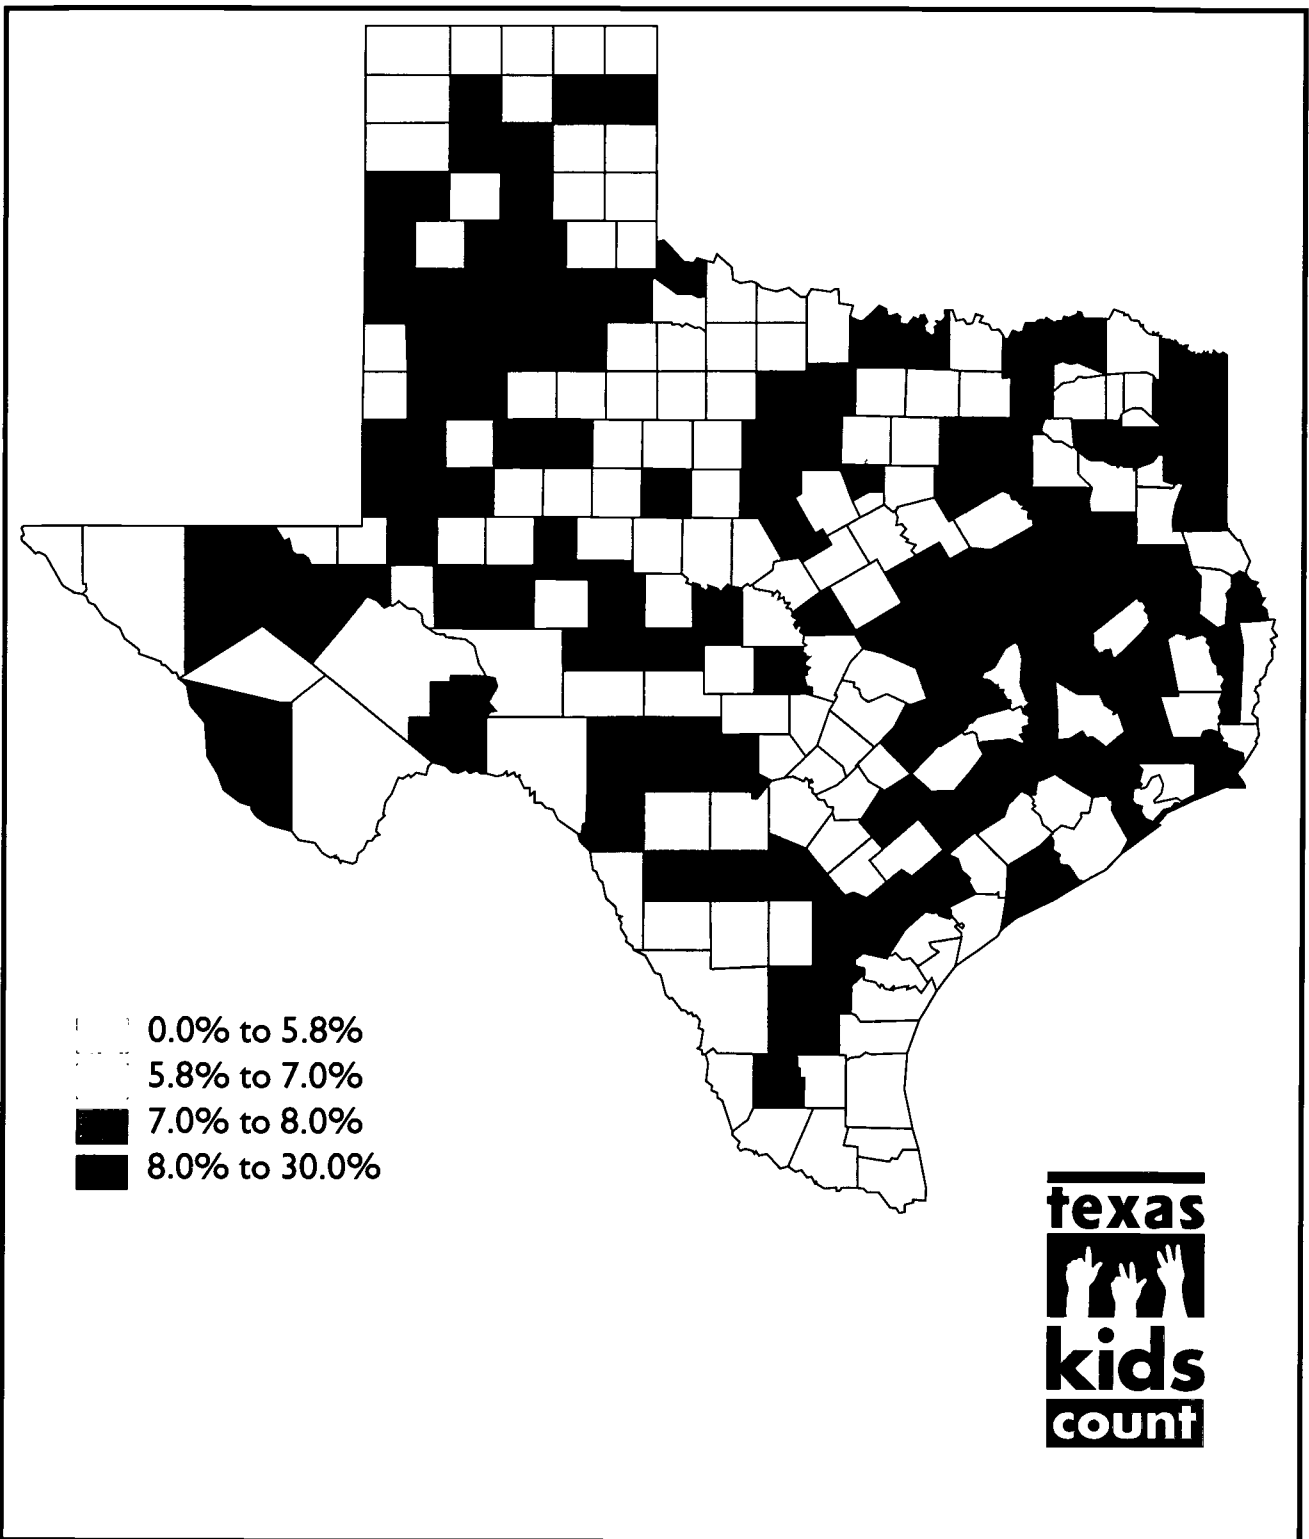 0.0% to 5.8%
5.8% to 7.0%
7.0% to 8.0%
8.0% to 30.0%
texas
kids
count